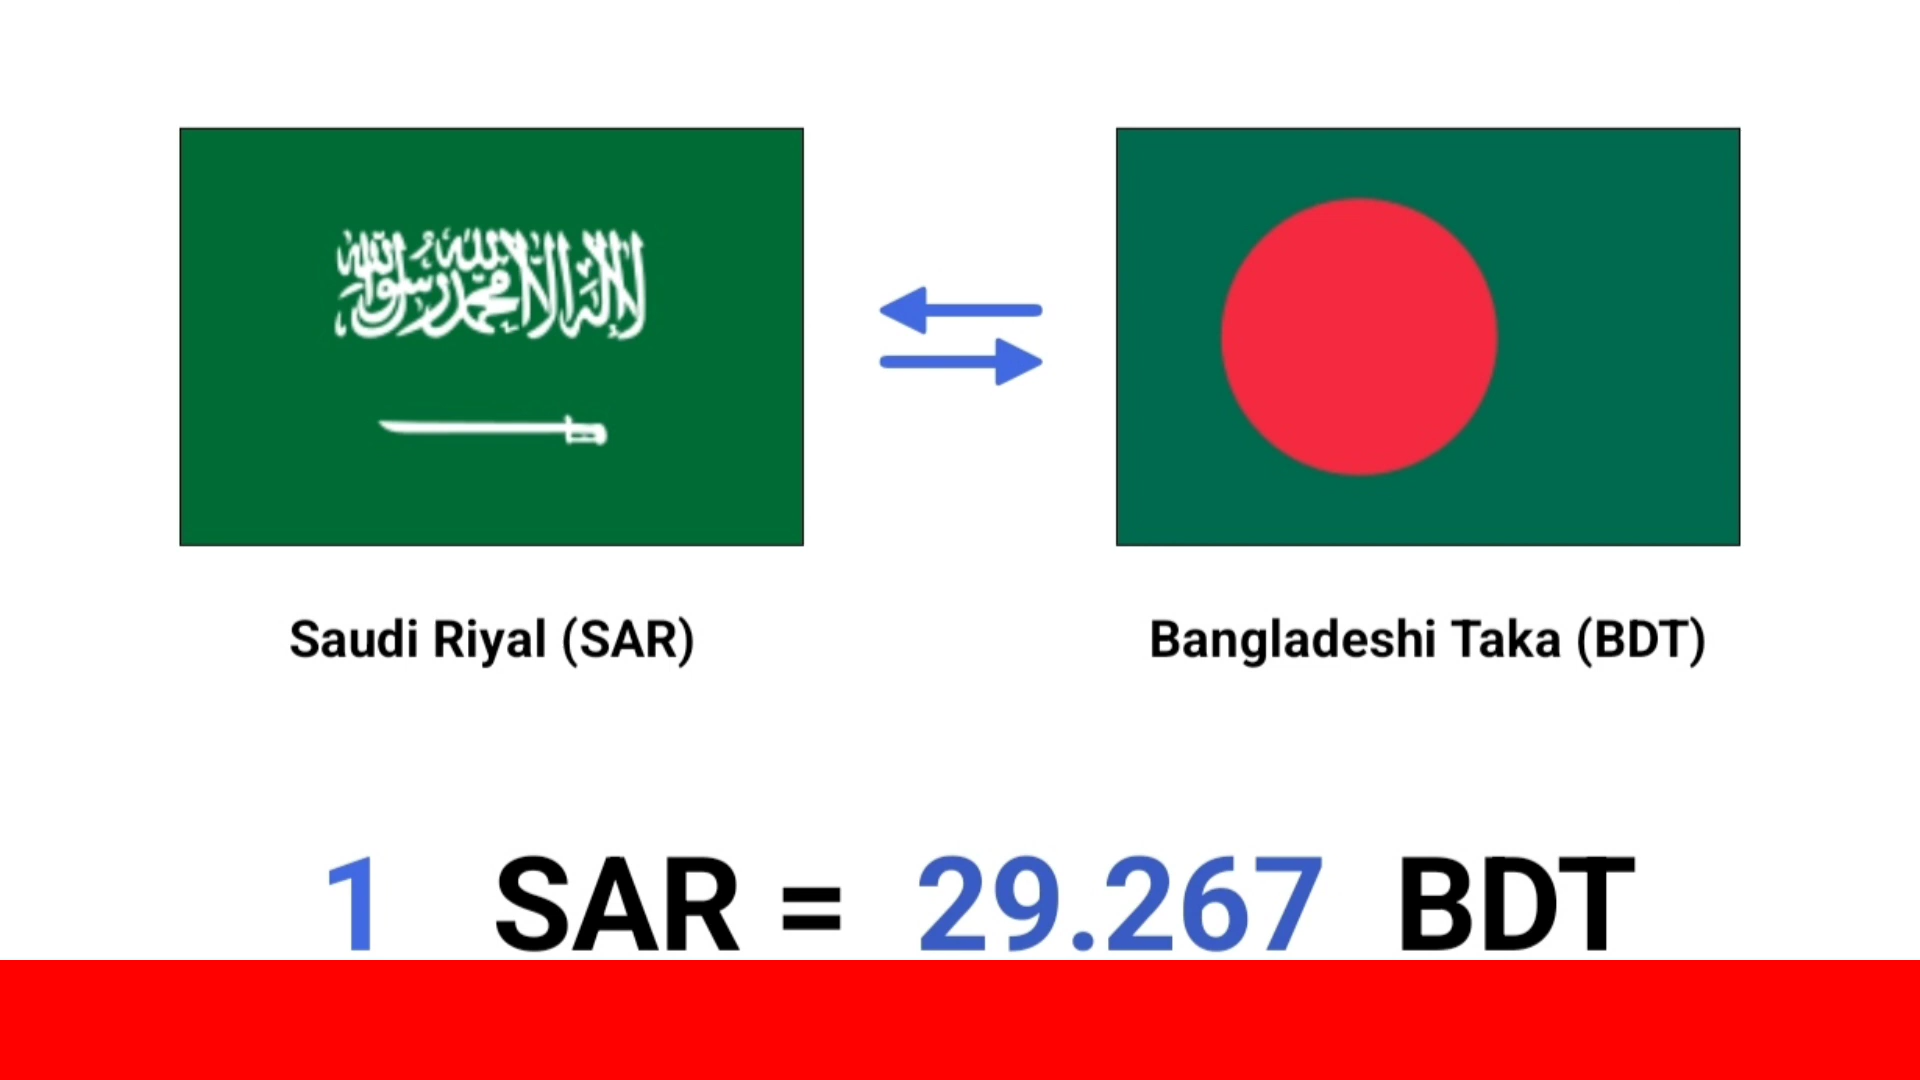 لا إله إلا الله محمد رسول الله
Saudi Riyal (SAR)
Bangladeshi Taka (BDT)
1 SAR = 29.267 BDT